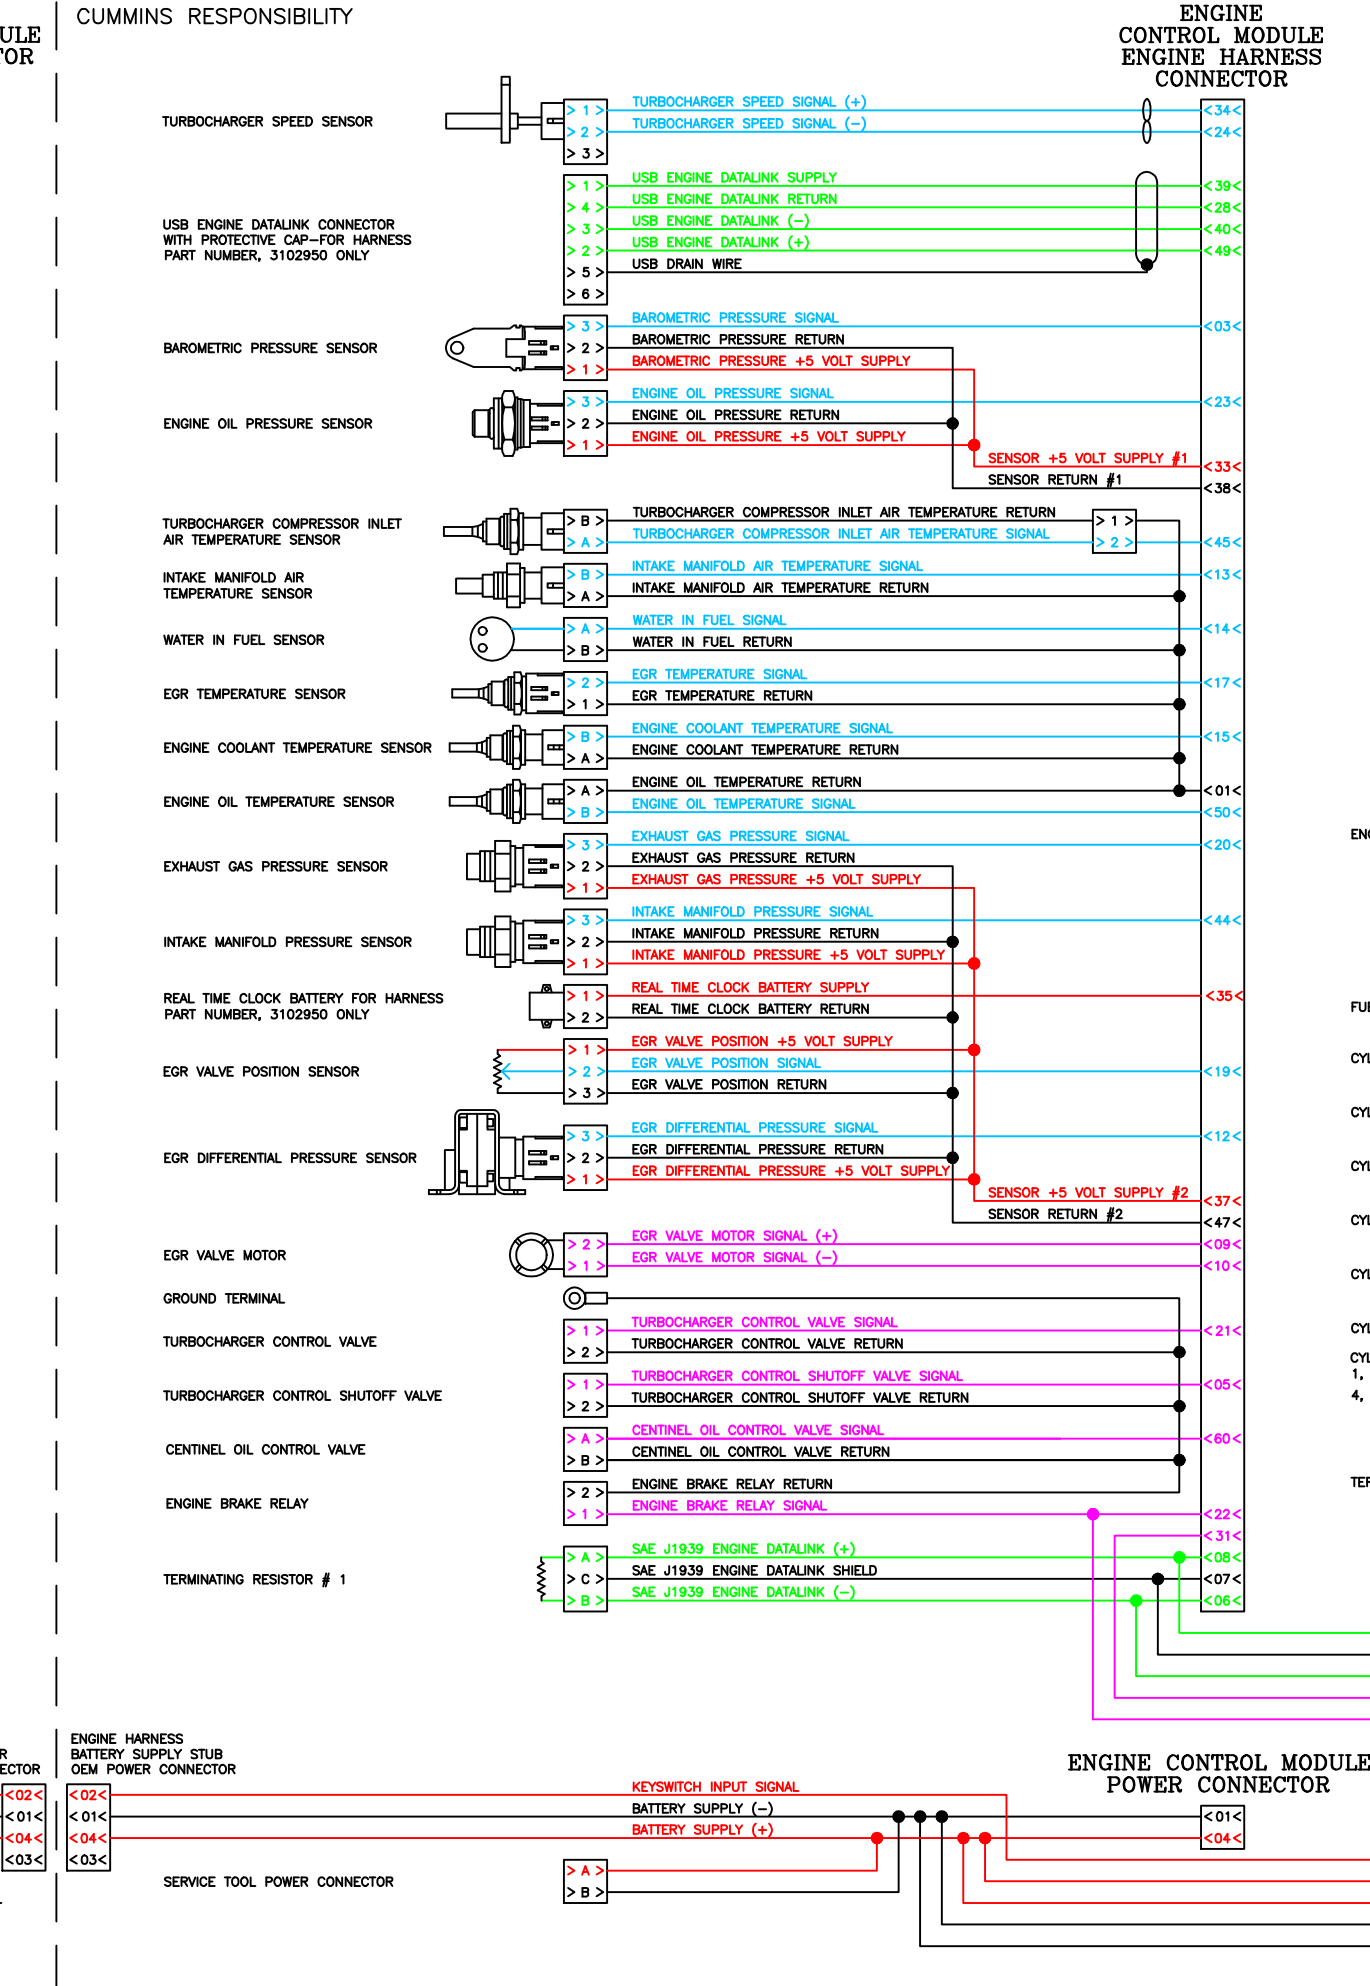 CUMMINS RESPONSIBILITY
ULE
TOR
ENGINE
CONTROL MODULE
ENGINE HARNESS
CONNECTOR
TURBOCHARGER SPEED SENSOR
> 1 > TURBOCHARGER SPEED SIGNAL (+) <34<
> 2 > TURBOCHARGER SPEED SIGNAL (-) <24<
> 3 >
USB ENGINE DATALINK CONNECTOR
WITH PROTECTIVE CAP-FOR HARNESS
PART NUMBER, 3102950 ONLY
> 1 > USB ENGINE DATALINK SUPPLY <39<
> 4 > USB ENGINE DATALINK RETURN <28<
> 3 > USB ENGINE DATALINK (-) <40<
> 2 > USB ENGINE DATALINK (+) <49<
> 5 > USB DRAIN WIRE
> 6 >
BAROMETRIC PRESSURE SENSOR
> 3 > BAROMETRIC PRESSURE SIGNAL <03<
> 2 > BAROMETRIC PRESSURE RETURN
> 1 > BAROMETRIC PRESSURE +5 VOLT SUPPLY
ENGINE OIL PRESSURE SENSOR
> 3 > ENGINE OIL PRESSURE SIGNAL <23<
> 2 > ENGINE OIL PRESSURE RETURN
> 1 > ENGINE OIL PRESSURE +5 VOLT SUPPLY
SENSOR +5 VOLT SUPPLY #1 <33<
SENSOR RETURN #1 <38<
TURBOCHARGER COMPRESSOR INLET
AIR TEMPERATURE SENSOR
> B > TURBOCHARGER COMPRESSOR INLET AIR TEMPERATURE RETURN > 1 >
> A > TURBOCHARGER COMPRESSOR INLET AIR TEMPERATURE SIGNAL > 2 > <45<
INTAKE MANIFOLD AIR
TEMPERATURE SENSOR
> B > INTAKE MANIFOLD AIR TEMPERATURE SIGNAL <13<
> A > INTAKE MANIFOLD AIR TEMPERATURE RETURN
WATER IN FUEL SENSOR
> A > WATER IN FUEL SIGNAL <14<
> B > WATER IN FUEL RETURN
EGR TEMPERATURE SENSOR
> 2 > EGR TEMPERATURE SIGNAL <17<
> 1 > EGR TEMPERATURE RETURN
ENGINE COOLANT TEMPERATURE SENSOR
> B > ENGINE COOLANT TEMPERATURE SIGNAL <15<
> A > ENGINE COOLANT TEMPERATURE RETURN
ENGINE OIL TEMPERATURE SENSOR
> A > ENGINE OIL TEMPERATURE RETURN <01<
> B > ENGINE OIL TEMPERATURE SIGNAL <50<
EXHAUST GAS PRESSURE SENSOR
> 3 > EXHAUST GAS PRESSURE SIGNAL <20<
> 2 > EXHAUST GAS PRESSURE RETURN
> 1 > EXHAUST GAS PRESSURE +5 VOLT SUPPLY
INTAKE MANIFOLD PRESSURE SENSOR
> 3 > INTAKE MANIFOLD PRESSURE SIGNAL <44<
> 2 > INTAKE MANIFOLD PRESSURE RETURN
> 1 > INTAKE MANIFOLD PRESSURE +5 VOLT SUPPLY
REAL TIME CLOCK BATTERY FOR HARNESS
PART NUMBER, 3102950 ONLY
> 1 > REAL TIME CLOCK BATTERY SUPPLY <35<
> 2 > REAL TIME CLOCK BATTERY RETURN
EGR VALVE POSITION SENSOR
> 1 > EGR VALVE POSITION +5 VOLT SUPPLY
> 2 > EGR VALVE POSITION SIGNAL <19<
> 3 > EGR VALVE POSITION RETURN
EGR DIFFERENTIAL PRESSURE SENSOR
> 3 > EGR DIFFERENTIAL PRESSURE SIGNAL <12<
> 2 > EGR DIFFERENTIAL PRESSURE RETURN
> 1 > EGR DIFFERENTIAL PRESSURE +5 VOLT SUPPLY
SENSOR +5 VOLT SUPPLY #2 <37<
SENSOR RETURN #2 <47<
EGR VALVE MOTOR
> 2 > EGR VALVE MOTOR SIGNAL (+) <09<
> 1 > EGR VALVE MOTOR SIGNAL (-) <10<
GROUND TERMINAL
TURBOCHARGER CONTROL VALVE
> 1 > TURBOCHARGER CONTROL VALVE SIGNAL <21<
> 2 > TURBOCHARGER CONTROL VALVE RETURN
TURBOCHARGER CONTROL SHUTOFF VALVE
> 1 > TURBOCHARGER CONTROL SHUTOFF VALVE SIGNAL <05<
> 2 > TURBOCHARGER CONTROL SHUTOFF VALVE RETURN
CENTINEL OIL CONTROL VALVE
> A > CENTINEL OIL CONTROL VALVE SIGNAL <60<
> B > CENTINEL OIL CONTROL VALVE RETURN
ENGINE BRAKE RELAY
> 2 > ENGINE BRAKE RELAY RETURN
> 1 > ENGINE BRAKE RELAY SIGNAL <22<
<31<
TERMINATING RESISTOR # 1
> A > SAE J1939 ENGINE DATALINK (+) <08<
> C > SAE J1939 ENGINE DATALINK SHIELD <07<
> B > SAE J1939 ENGINE DATALINK (-) <06<
ENG
FUE
CYL
CYL
CYL
CYL
CYL
CYL
CYL
1,
4,
TER
R
ECTOR
ENGINE HARNESS
BATTERY SUPPLY STUB
OEM POWER CONNECTOR
ENGINE CONTROL MODULE
POWER CONNECTOR
<02< <02< KEYSWITCH INPUT SIGNAL
<01< <01< BATTERY SUPPLY (-) <01<
<04< <04< BATTERY SUPPLY (+) <04<
<03< <03<
SERVICE TOOL POWER CONNECTOR
> A >
> B >